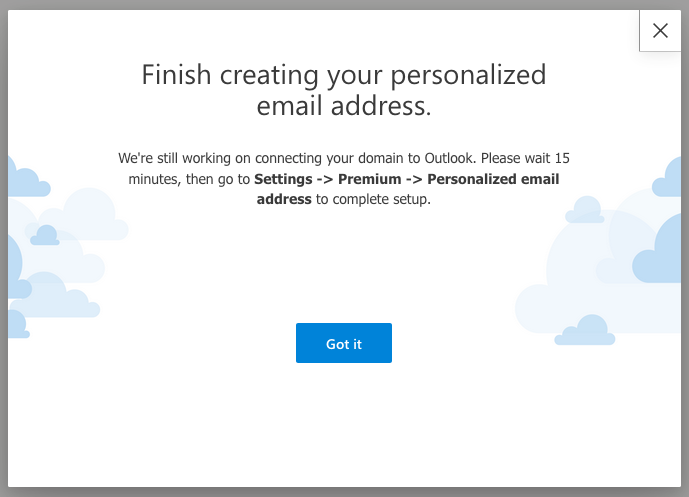 Finish creating your personalized
email address.
We're still working on connecting your domain to Outlook. Please wait 15
minutes, then go to Settings -> Premium -> Personalized email
address to complete setup.
Got it